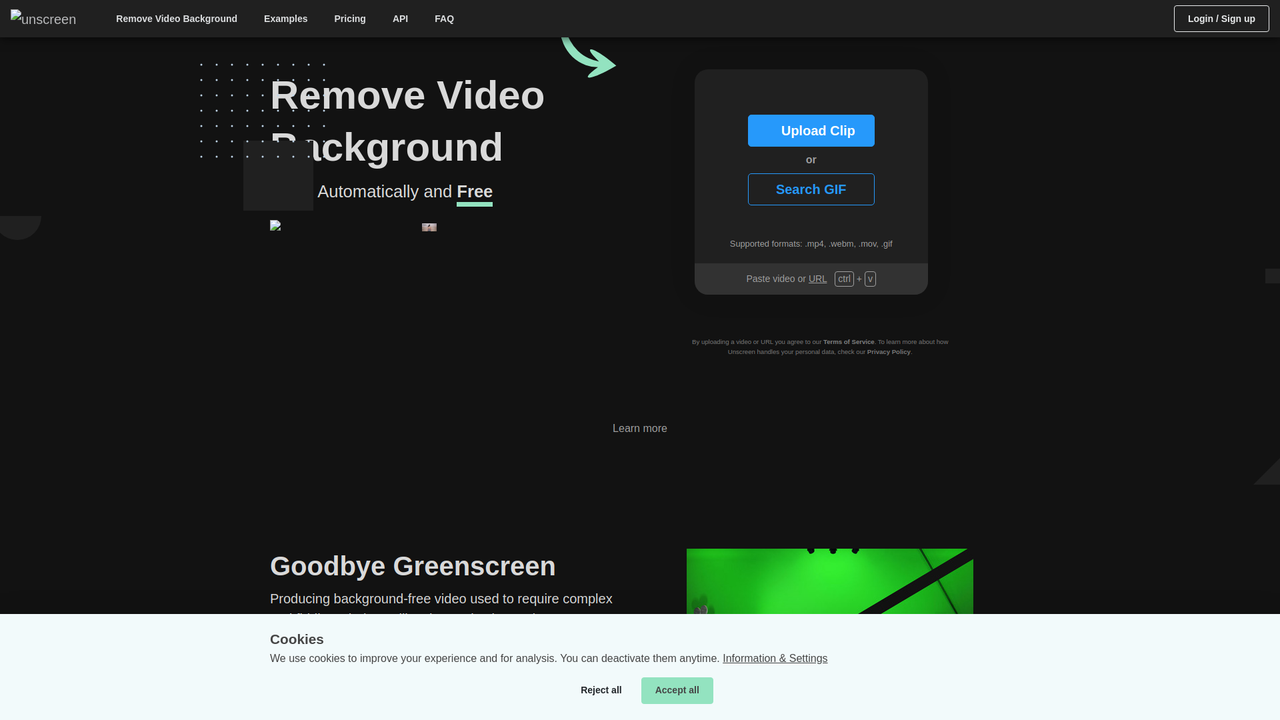 unscreen Remove Video Background Examples Pricing API FAQ Login / Sign up
Remove Video
Background
Automatically and Free
Upload Clip
or
Search GIF
Supported formats: .mp4, .webm, .mov, .gif
Paste video or URL ctrl + v
By uploading a video or URL you agree to our Terms of Service. To learn more about how
Unscreen handles your personal data, check our Privacy Policy.
Learn more
Goodbye Greenscreen
Producing background-free video used to require complex
Cookies
We use cookies to improve your experience and for analysis. You can deactivate them anytime. Information & Settings
Reject all Accept all